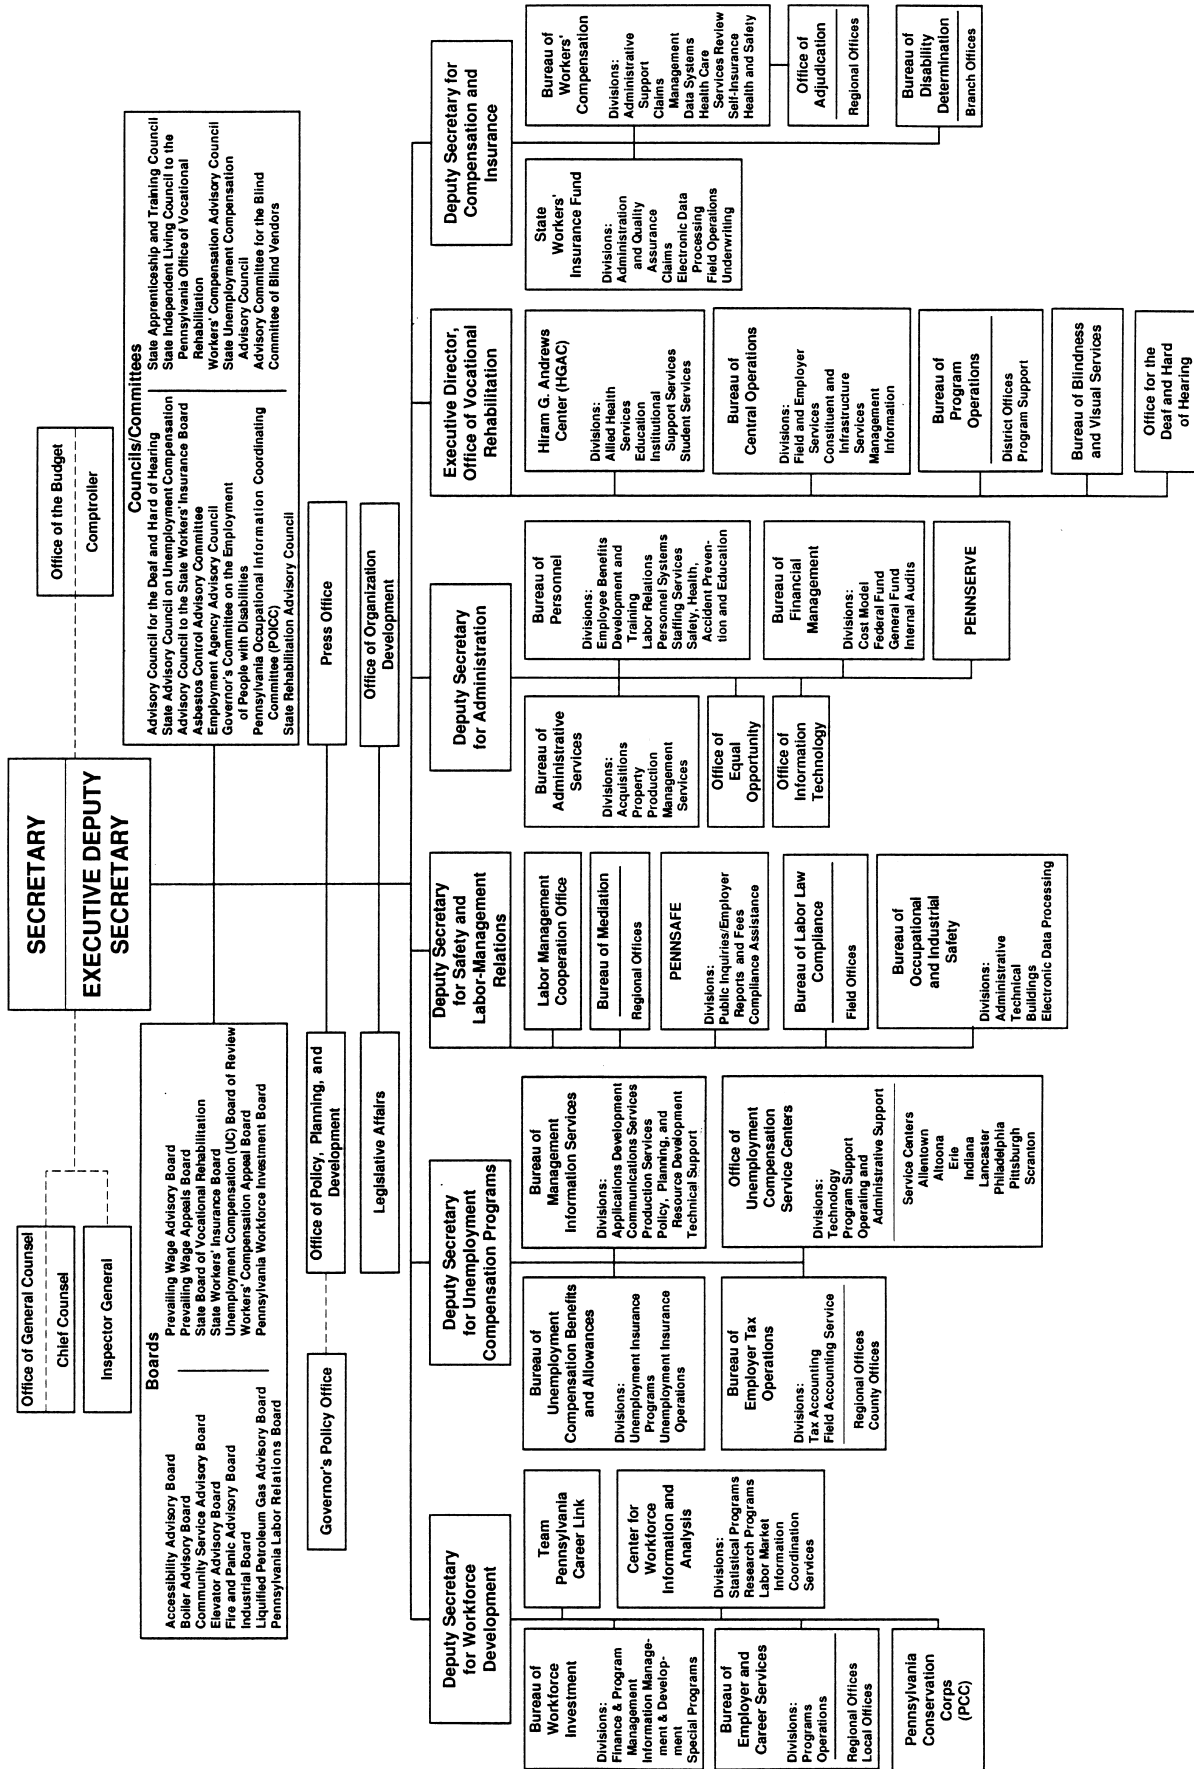 SECRETARY
EXECUTIVE DEPUTY
SECRETARY
Office of General Counsel
Chief Counsel
Inspector General
Office of the Budget
Comptroller
Boards
Accessibility Advisory Board
Boiler Advisory Board
Community Service Advisory Board
Elevator Advisory Board
Fire and Panic Advisory Board
Industrial Board
Liquified Petroleum Gas Advisory Board
Pennsylvania Labor Relations Board
Prevailing Wage Advisory Board
Prevailing Wage Appeals Board
State Board of Vocational Rehabilitation
State Workers' Insurance Board
Unemployment Compensation (UC) Board of Review
Workers' Compensation Appeal Board
Pennsylvania Workforce Investment Board
Councils/Committees
Advisory Council for the Deaf and Hard of Hearing
State Advisory Council on Unemployment Compensation
Advisory Council to the State Workers' Insurance Board
Asbestos Control Advisory Committee
Employment Agency Advisory Council
Governor's Committee on the Employment
of People with Disabilities
Pennsylvania Occupational Information Coordinating
Committee (POICC)
State Rehabilitation Advisory Council
State Apprenticeship and Training Council
State Independent Living Council to the
Pennsylvania Office of Vocational
Rehabilitation
Workers' Compensation Advisory Council
State Unemployment Compensation
Advisory Council
Advisory Committee for the Blind
Committee of Blind Vendors
Governor's Policy Office
Office of Policy, Planning, and
Development
Press Office
Legislative Affairs
Office of Organization
Development
Deputy Secretary
for Workforce
Development
Bureau of
Workforce
Investment
Divisions:
Finance & Program
Management
Information Manage-
ment & Develop-
ment
Special Programs
Team
Pennsylvania
Career Link
Center for
Workforce
Information and
Analysis
Divisions:
Statistical Programs
Research Programs
Labor Market
Information
Coordination
Services
Bureau of
Employer and
Career Services
Divisions:
Programs
Operations
Regional Offices
Local Offices
Pennsylvania
Conservation
Corps
(PCC)
Deputy Secretary
for Unemployment
Compensation Programs
Bureau of
Unemployment
Compensation Benefits
and Allowances
Divisions:
Unemployment Insurance
Programs
Unemployment Insurance
Operations
Bureau of
Management
Information Services
Divisions:
Applications Development
Communications Services
Production Services
Policy, Planning, and
Resource Development
Technical Support
Bureau of
Employer Tax
Operations
Divisions:
Tax Accounting
Field Accounting Service
Regional Offices
County Offices
Office of
Unemployment
Compensation
Service Centers
Divisions:
Technology
Program Support
Operating and
Administrative Support
Service Centers
Allentown
Altoona
Erie
Indiana
Lancaster
Philadelphia
Pittsburgh
Scranton
Deputy Secretary
for Safety and
Labor-Management
Relations
Labor Management
Cooperation Office
Bureau of Mediation
Regional Offices
PENNSAFE
Divisions:
Public Inquiries/Employer
Reports and Fees
Compliance Assistance
Bureau of Labor Law
Compliance
Field Offices
Bureau of
Occupational
and Industrial
Safety
Divisions:
Administrative
Technical
Buildings
Electronic Data Processing
Deputy Secretary
for Administration
Bureau of
Administrative
Services
Divisions:
Acquisitions
Property
Production
Management
Services
Bureau of
Personnel
Divisions:
Employee Benefits
Development and
Training
Labor Relations
Personnel Systems
Staffing Services
Safety, Health,
Accident Preven-
tion and Education
Office of
Equal
Opportunity
Office of
Information
Technology
Bureau of
Financial
Management
Divisions:
Cost Model
Federal Fund
General Fund
Internal Audits
PENNSERVE
Executive Director,
Office of Vocational
Rehabilitation
Hiram G. Andrews
Center (HGAC)
Divisions:
Allied Health
Services
Education
Institutional
Support Services
Student Services
Bureau of
Central Operations
Divisions:
Field and Employer
Services
Constituent and
Infrastructure
Services
Management
Information
Bureau of
Program
Operations
District Offices
Program Support
Bureau of Blindness
and Visual Services
Office for the
Deaf and Hard
of Hearing
Deputy Secretary for
Compensation and
Insurance
State
Workers'
Insurance Fund
Divisions:
Administration
and Quality
Assurance
Claims
Electronic Data
Processing
Field Operations
Underwriting
Bureau of
Workers'
Compensation
Divisions:
Administrative
Support
Claims
Management
Data Systems
Health Care
Services Review
Self-Insurance
Health and Safety
Office of
Adjudication
Regional Offices
Bureau of
Disability
Determination
Branch Offices